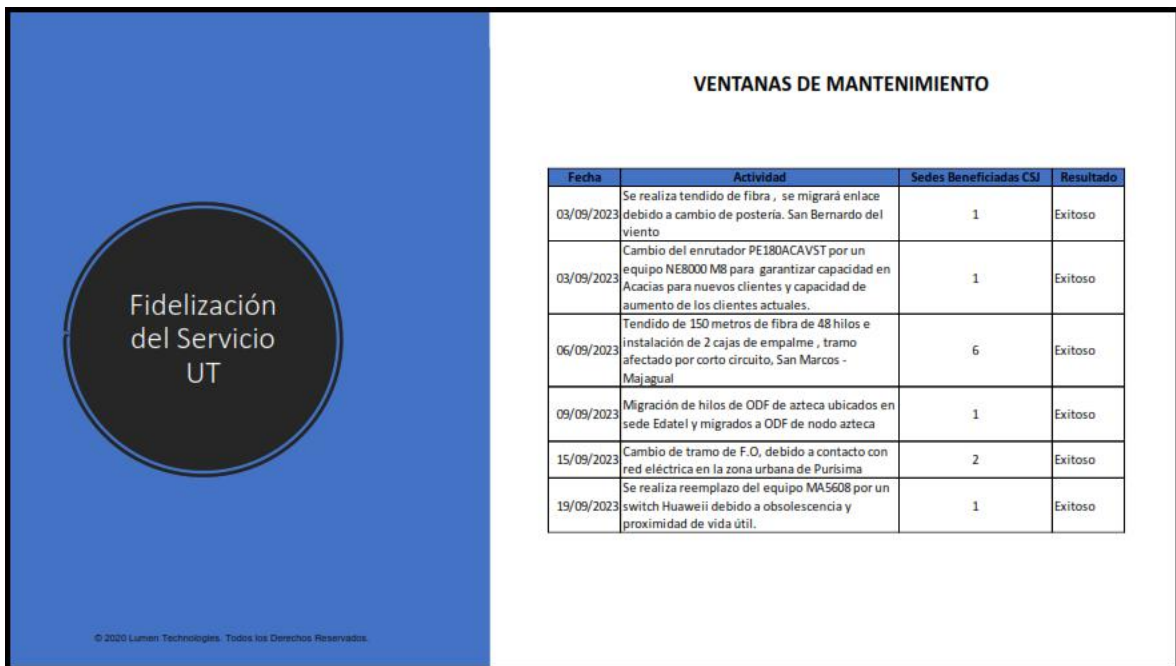 Fidelización
del Servicio
UT
© 2020 Lumen Technologies. Todos los Derechos Reservados.
VENTANAS DE MANTENIMIENTO
Fecha Actividad Sedes Beneficiadas CSJ Resultado
Se realiza tendido de fibra , se migrará enlace
03/09/2023 debido a cambio de postería. San Bernardo del 1 Exitoso
viento
Cambio del enrutador PE180ACAVST por un
equipo NE8000 M8 para garantizar capacidad en
03/09/2023 1 Exitoso
Acacias para nuevos clientes y capacidad de
aumento de los clientes actuales.
Tendido de 150 metros de fibra de 48 hilos e
instalación de 2 cajas de empalme , tramo
06/09/2023 6 Exitoso
afectado por corto circuito, San Marcos -
Majagual
Migración de hilos de ODF de azteca ubicados en
09/09/2023 1 Exitoso
sede Edatel y migrados a ODF de nodo azteca
Cambio de tramo de F.O, debido a contacto con
15/09/2023 2 Exitoso
red eléctrica en la zona urbana de Purísima
Se realiza reemplazo del equipo MA5608 por un
19/09/2023 switch Huaweii debido a obsolescencia y 1 Exitoso
proximidad de vida útil.